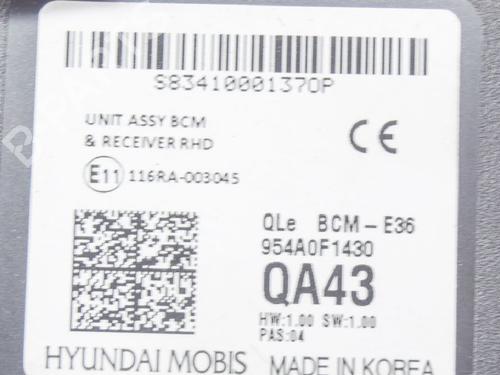 S83410001370P
UNIT ASSY BCM
& RECEIVER RHD
CE
E11 116RA-003045
QLe BCM-E36
954A0F1430
QA43
HW:1.00 SW:1.00
PAS:04
HYUNDAI MOBIS MADE IN KOREA